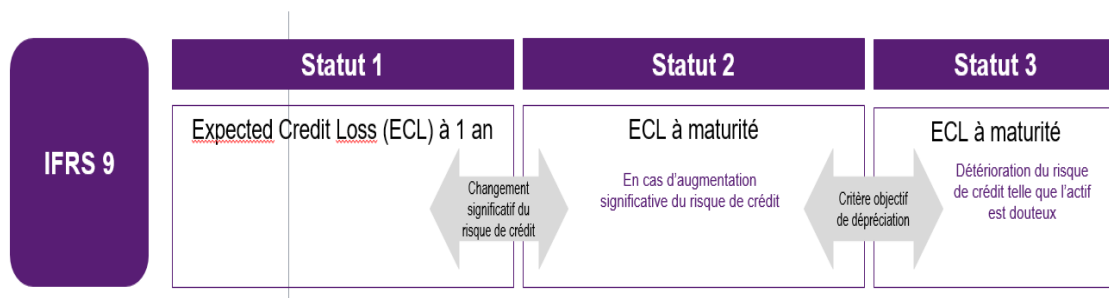 IFRS 9
Statut 1
Statut 2
Statut 3
Expected Credit Loss (ECL) à 1 an
Changement
significatif du
risque de crédit
ECL à maturité
En cas d'augmentation
significative du risque de crédit
Critère objectif
de dépréciation
ECL à maturité
Détérioration du risque
de crédit telle que l'actif
est douteux